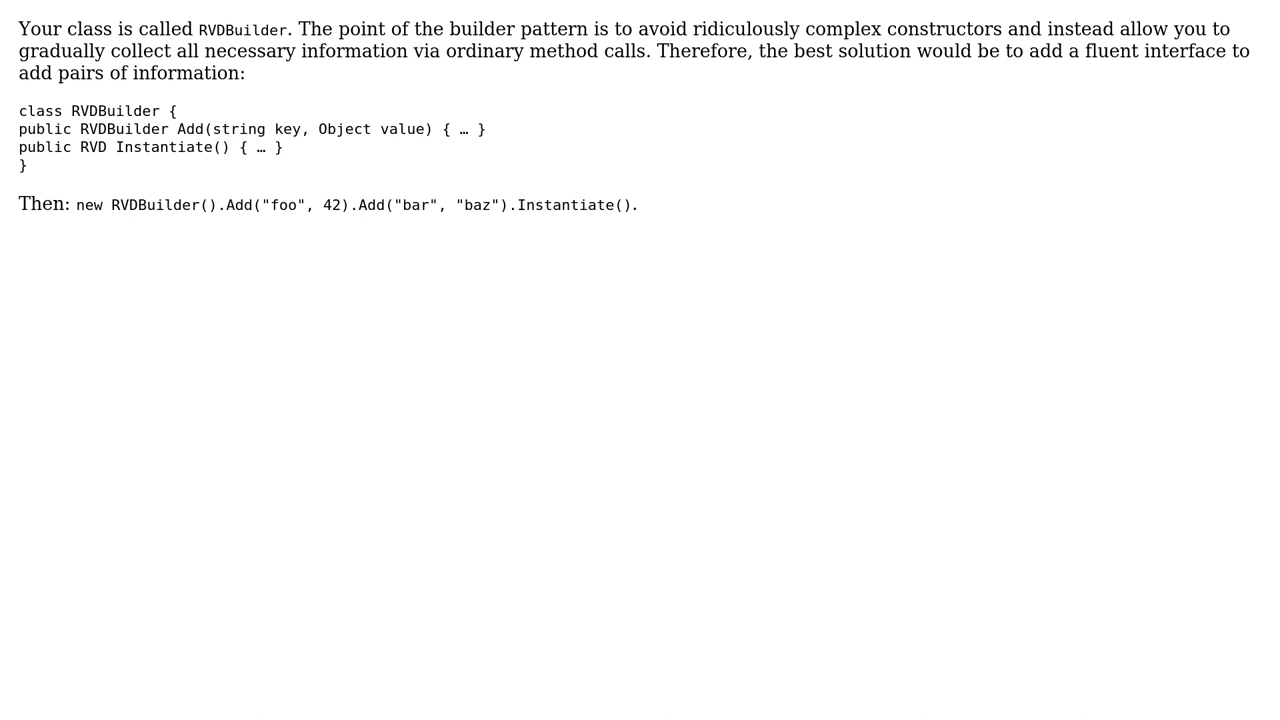 Your class is called RVDBuilder. The point of the builder pattern is to avoid ridiculously complex constructors and instead allow you to
gradually collect all necessary information via ordinary method calls. Therefore, the best solution would be to add a fluent interface to
add pairs of information:
class RVDBuilder {
public RVDBuilder Add(string key, Object value) { … }
public RVD Instantiate() { … }
}
Then: new RVDBuilder().Add("foo", 42).Add("bar", "baz").Instantiate().